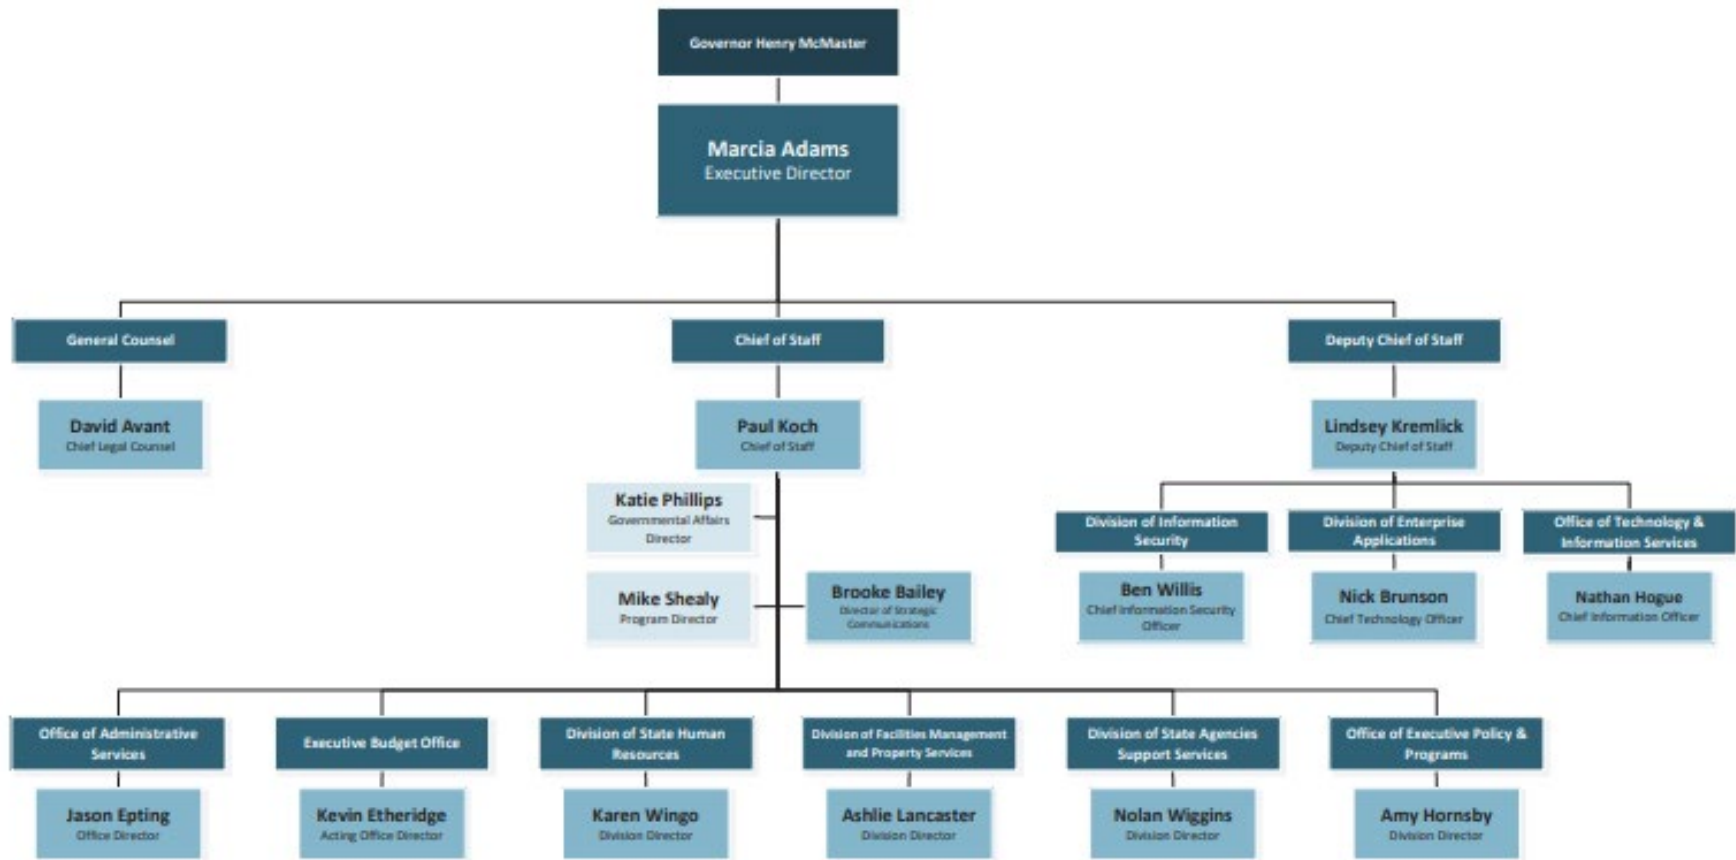 Governor Henry McMaster
Marcia Adams
Executive Director
General Counsel
Chief of Staff
Deputy Chief of Staff
David Avant
Chief Legal Counsel
Paul Koch
Chief of Staff
Lindsey Kremlick
Deputy Chief of Staff
Katie Phillips
Governmental Affairs
Director
Division of Information
Security
Division of Enterprise
Applications
Office of Technology &
Information Services
Mike Shealy
Program Director
Brooke Bailey
Director of Strategic
Communications
Ben Willis
Chief Information Security
Officer
Nick Brunson
Chief Technology Officer
Nathan Hogue
Chief Information Officer
Office of Administrative
Services
Executive Budget Office
Division of State Human
Resources
Division of Facilities Management
and Property Services
Division of State Agencies
Support Services
Office of Executive Policy &
Programs
Jason Epting
Office Director
Kevin Etheridge
Acting Office Director
Karen Wingo
Division Director
Ashlie Lancaster
Division Director
Nolan Wiggins
Division Director
Amy Hornsby
Division Director